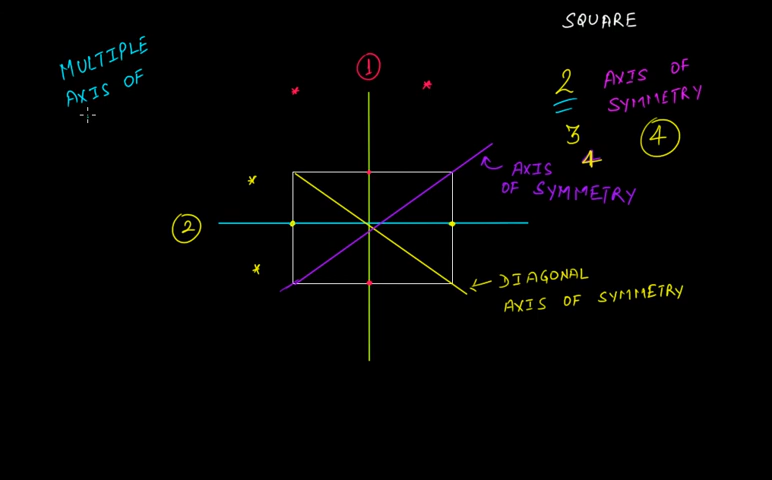 SQUARE
MULTIPLE
AXIS OF
1
2 AXIS OF
SYMMETRY
3
4
4
AXIS
OF SYMMETRY
2
DIAGONAL
AXIS OF SYMMETRY